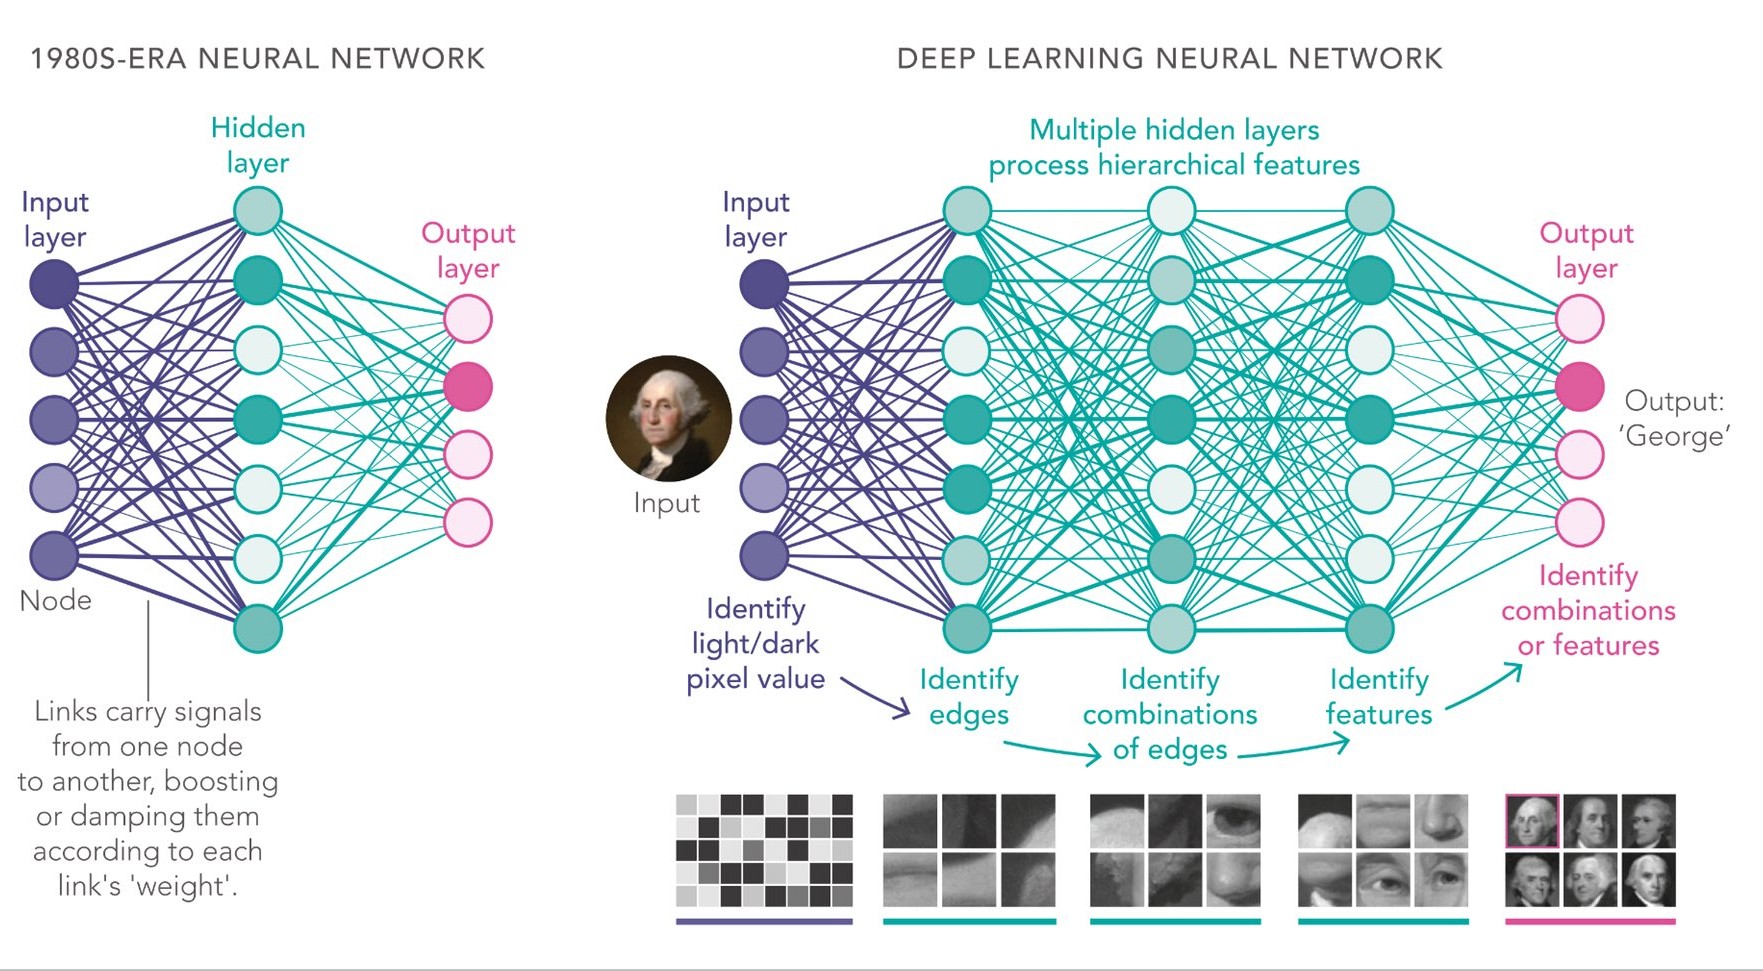 1980S-ERA NEURAL NETWORK
Hidden
layer
Input
layer
Output
layer
Node
Links carry signals
from one node
to another, boosting
or damping them
according to each
link's 'weight'.
DEEP LEARNING NEURAL NETWORK
Multiple hidden layers
process hierarchical features
Input
layer
Output
layer
Input
Output:
‘George’
Identify
light/dark
pixel value
Identify
edges
Identify
combinations
of edges
Identify
features
Identify
combinations
or features